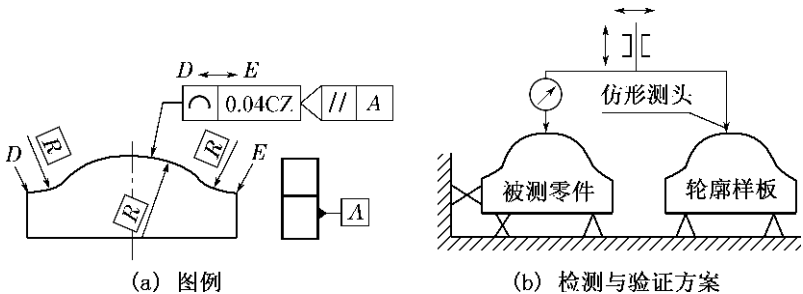 D E
⌒ 0.04CZ // A
D
R
R
E
R
A
(a) 图例
仿形测头
被测零件
轮廓样板
(b) 检测与验证方案